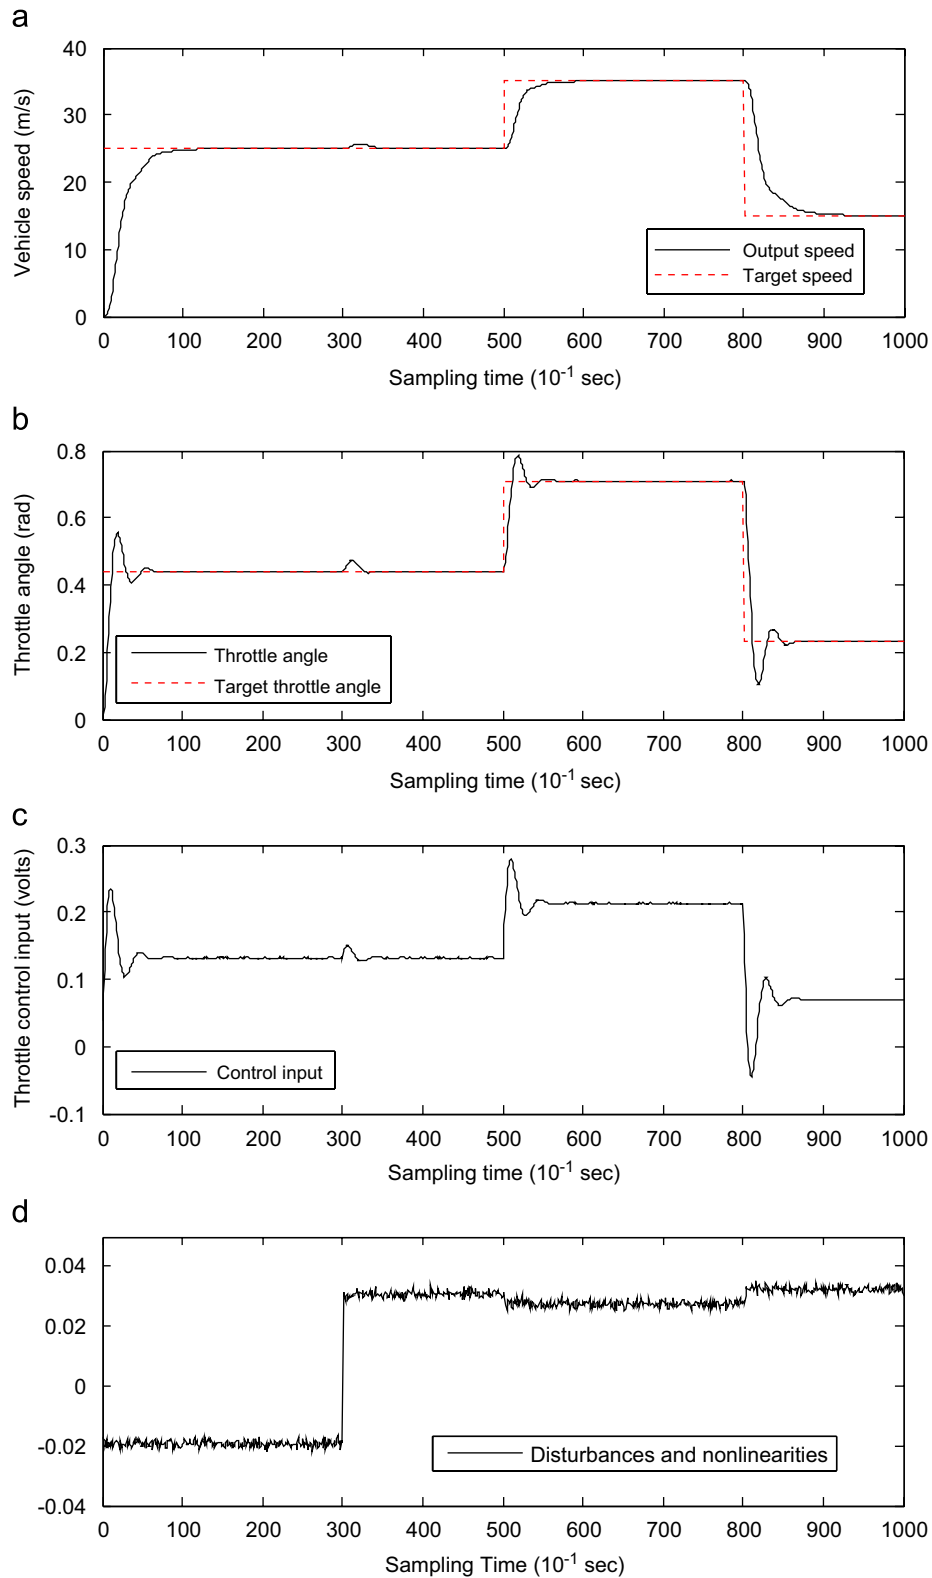 a
40
30
20
10
0
Vehicle speed (m/s)
Output speed
Target speed
0 100 200 300 400 500 600 700 800 900 1000
Sampling time (10⁻¹ sec)
b
0.8
0.6
0.4
0.2
0
Throttle angle (rad)
Throttle angle
Target throttle angle
0 100 200 300 400 500 600 700 800 900 1000
Sampling time (10⁻¹ sec)
c
0.3
0.2
0.1
0
-0.1
Throttle control input (volts)
Control input
0 100 200 300 400 500 600 700 800 900 1000
Sampling time (10⁻¹ sec)
d
0.04
0.02
0
-0.02
-0.04
Disturbances and nonlinearities
0 100 200 300 400 500 600 700 800 900 1000
Sampling Time (10⁻¹ sec)